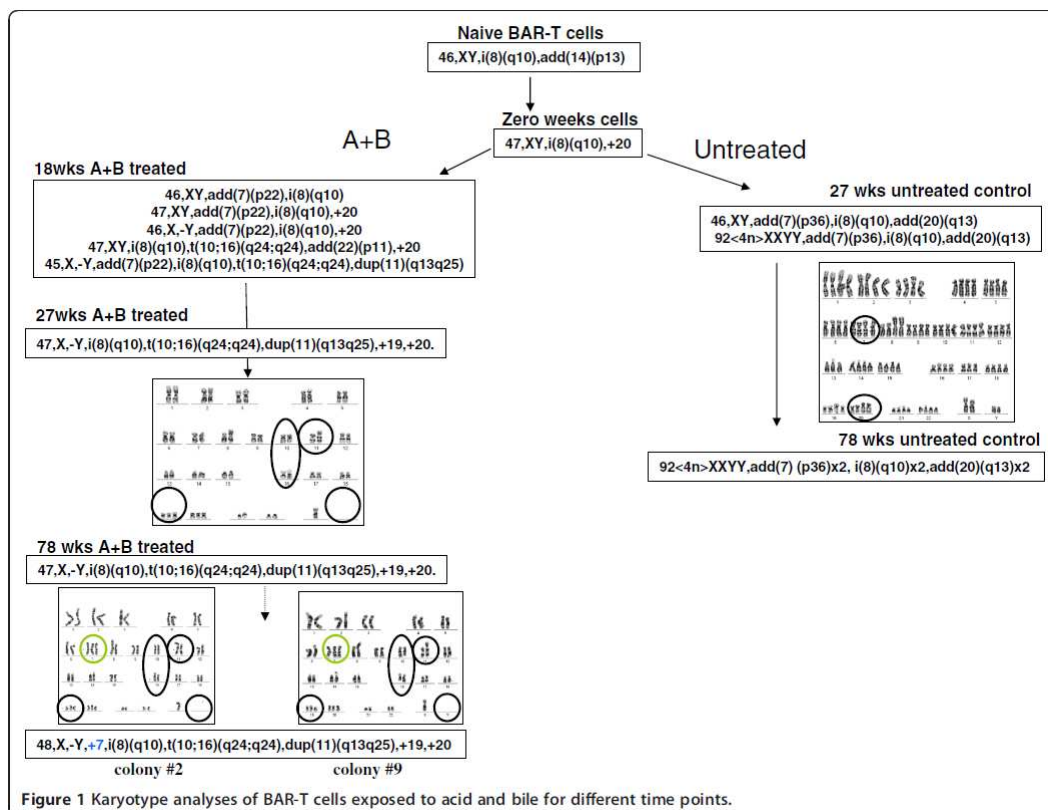 Naive BAR-T cells
46,XY,i(8)(q10),add(14)(p13)
Zero weeks cells
47,XY,i(8)(q10),+20
A+B
Untreated
18wks A+B treated
46,XY,add(7)(p22),i(8)(q10)
47,XY,add(7)(p22),i(8)(q10),+20
46,X,-Y,add(7)(p22),i(8)(q10),+20
47,XY,i(8)(q10),t(10;16)(q24;q24),add(22)(p11),+20
45,X,-Y,add(7)(p22),i(8)(q10),t(10;16)(q24;q24),dup(11)(q13q25)
27 wks untreated control
46,XY,add(7)(p36),i(8)(q10),add(20)(q13)
92<4n>XXYY,add(7)(p36),i(8)(q10),add(20)(q13)
27wks A+B treated
47,X,-Y,i(8)(q10),t(10;16)(q24;q24),dup(11)(q13q25),+19,+20.
78 wks untreated control
92<4n>XXYY,add(7) (p36)x2, i(8)(q10)x2,add(20)(q13)x2
78 wks A+B treated
47,X,-Y,i(8)(q10),t(10;16)(q24;q24),dup(11)(q13q25),+19,+20.
48,X,-Y,+7,i(8)(q10),t(10;16)(q24;q24),dup(11)(q13q25),+19,+20
colony #2 colony #9
Figure 1 Karyotype analyses of BAR-T cells exposed to acid and bile for different time points.